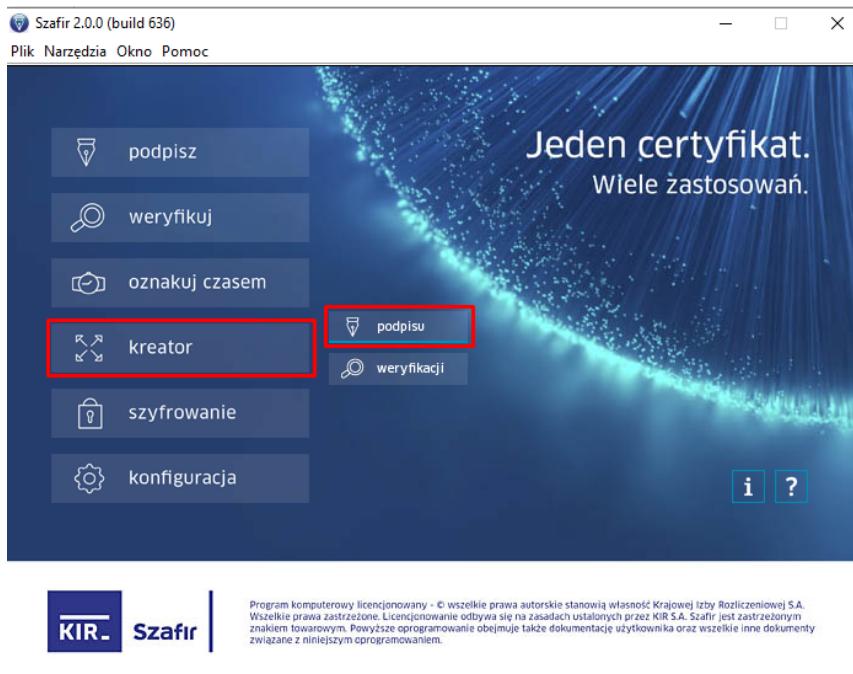 Szafir 2.0.0 (build 636)
Plik Narzędzia Okno Pomoc
Jeden certyfikat.
Wiele zastosowań.
podpisz
weryfikuj
oznakuj czasem
kreator
podpisu
weryfikacji
szyfrowanie
konfiguracja
i ?
KIR Szafir
Program komputerowy licencjonowany - © wszelkie prawa autorskie stanowią własność Krajowej Izby Rozliczeniowej S.A.
Wszelkie prawa zastrzeżone. Licencjonowanie odbywa się na zasadach ustalonych przez KIR S.A. Szafir jest zastrzeżonym
znakiem towarowym. Powyższe oprogramowanie obejmuje także dokumentację użytkownika oraz wszelkie inne dokumenty
związane z niniejszym oprogramowaniem.